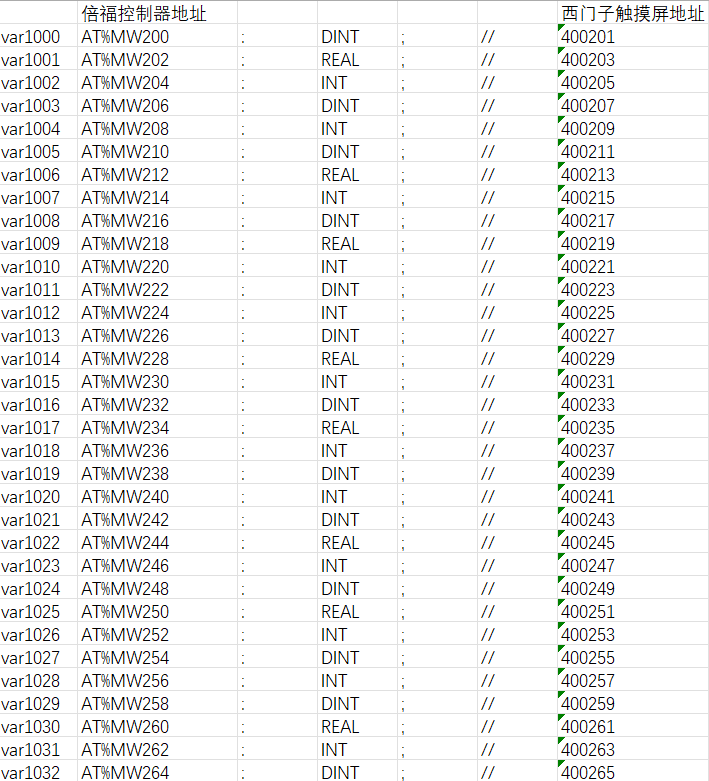 倍福控制器地址 西门子触摸屏地址
var1000 AT%MW200 : DINT ; // 400201
var1001 AT%MW202 : REAL ; // 400203
var1002 AT%MW204 : INT ; // 400205
var1003 AT%MW206 : DINT ; // 400207
var1004 AT%MW208 : INT ; // 400209
var1005 AT%MW210 : DINT ; // 400211
var1006 AT%MW212 : REAL ; // 400213
var1007 AT%MW214 : INT ; // 400215
var1008 AT%MW216 : DINT ; // 400217
var1009 AT%MW218 : REAL ; // 400219
var1010 AT%MW220 : INT ; // 400221
var1011 AT%MW222 : DINT ; // 400223
var1012 AT%MW224 : INT ; // 400225
var1013 AT%MW226 : DINT ; // 400227
var1014 AT%MW228 : REAL ; // 400229
var1015 AT%MW230 : INT ; // 400231
var1016 AT%MW232 : DINT ; // 400233
var1017 AT%MW234 : REAL ; // 400235
var1018 AT%MW236 : INT ; // 400237
var1019 AT%MW238 : DINT ; // 400239
var1020 AT%MW240 : INT ; // 400241
var1021 AT%MW242 : DINT ; // 400243
var1022 AT%MW244 : REAL ; // 400245
var1023 AT%MW246 : INT ; // 400247
var1024 AT%MW248 : DINT ; // 400249
var1025 AT%MW250 : REAL ; // 400251
var1026 AT%MW252 : INT ; // 400253
var1027 AT%MW254 : DINT ; // 400255
var1028 AT%MW256 : INT ; // 400257
var1029 AT%MW258 : DINT ; // 400259
var1030 AT%MW260 : REAL ; // 400261
var1031 AT%MW262 : INT ; // 400263
var1032 AT%MW264 : DINT ; // 400265